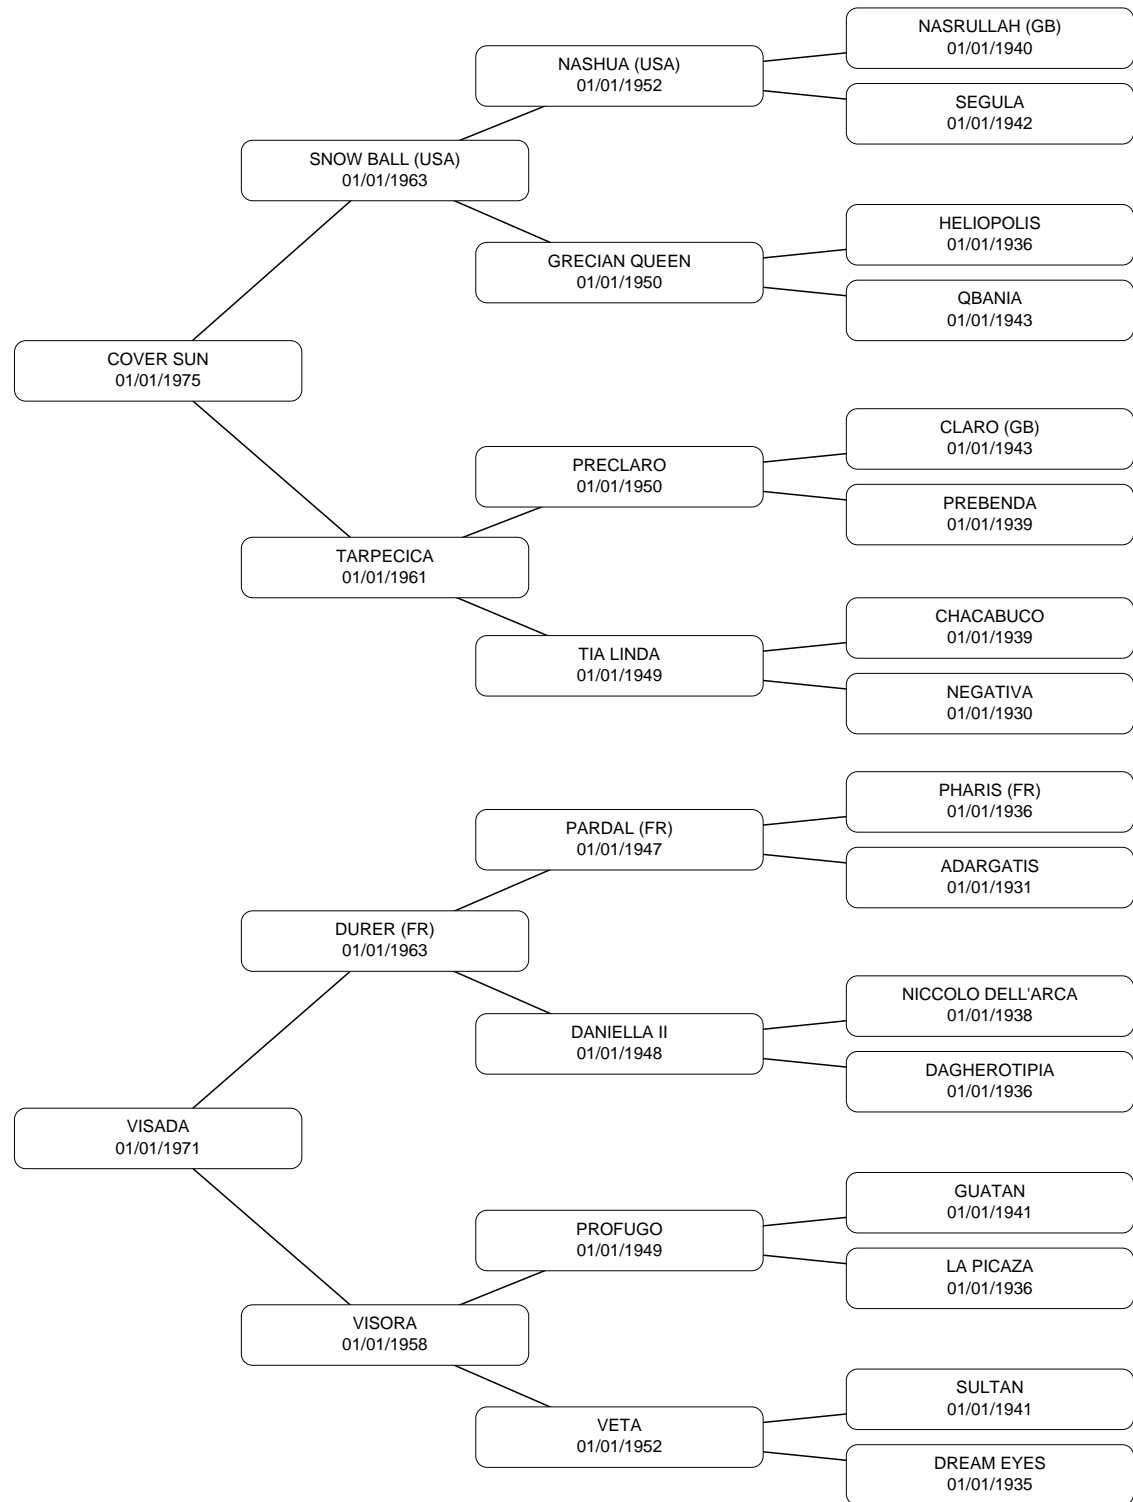 NASRULLAH (GB)
01/01/1940
NASHUA (USA)
01/01/1952
SEGULA
01/01/1942
SNOW BALL (USA)
01/01/1963
HELIOPOLIS
01/01/1936
GRECIAN QUEEN
01/01/1950
QBANIA
01/01/1943
COVER SUN
01/01/1975
CLARO (GB)
01/01/1943
PRECLARO
01/01/1950
PREBENDA
01/01/1939
TARPECICA
01/01/1961
CHACABUCO
01/01/1939
TIA LINDA
01/01/1949
NEGATIVA
01/01/1930
PHARIS (FR)
01/01/1936
PARDAL (FR)
01/01/1947
ADARGATIS
01/01/1931
DURER (FR)
01/01/1963
NICCOLO DELL'ARCA
01/01/1938
DANIELLA II
01/01/1948
DAGHEROTIPIA
01/01/1936
VISADA
01/01/1971
GUATAN
01/01/1941
PROFUGO
01/01/1949
LA PICAZA
01/01/1936
VISORA
01/01/1958
SULTAN
01/01/1941
VETA
01/01/1952
DREAM EYES
01/01/1935